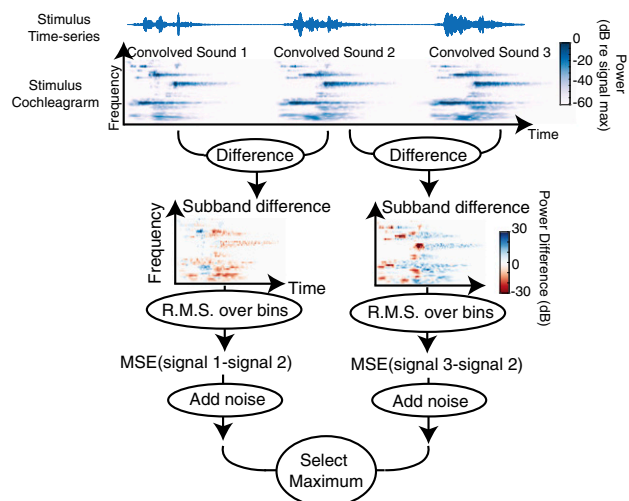 Stimulus
Time-series
Convolved Sound 1
Convolved Sound 2
Convolved Sound 3
Stimulus
Cochleagrarm
Frequency
Time
0
-20
-40
-60
Power
(dB re signal max)
Difference
Difference
Subband difference
Subband difference
Frequency
Time
30
0
-30
Power Difference (dB)
R.M.S. over bins
R.M.S. over bins
MSE(signal 1-signal 2)
MSE(signal 3-signal 2)
Add noise
Add noise
Select
Maximum